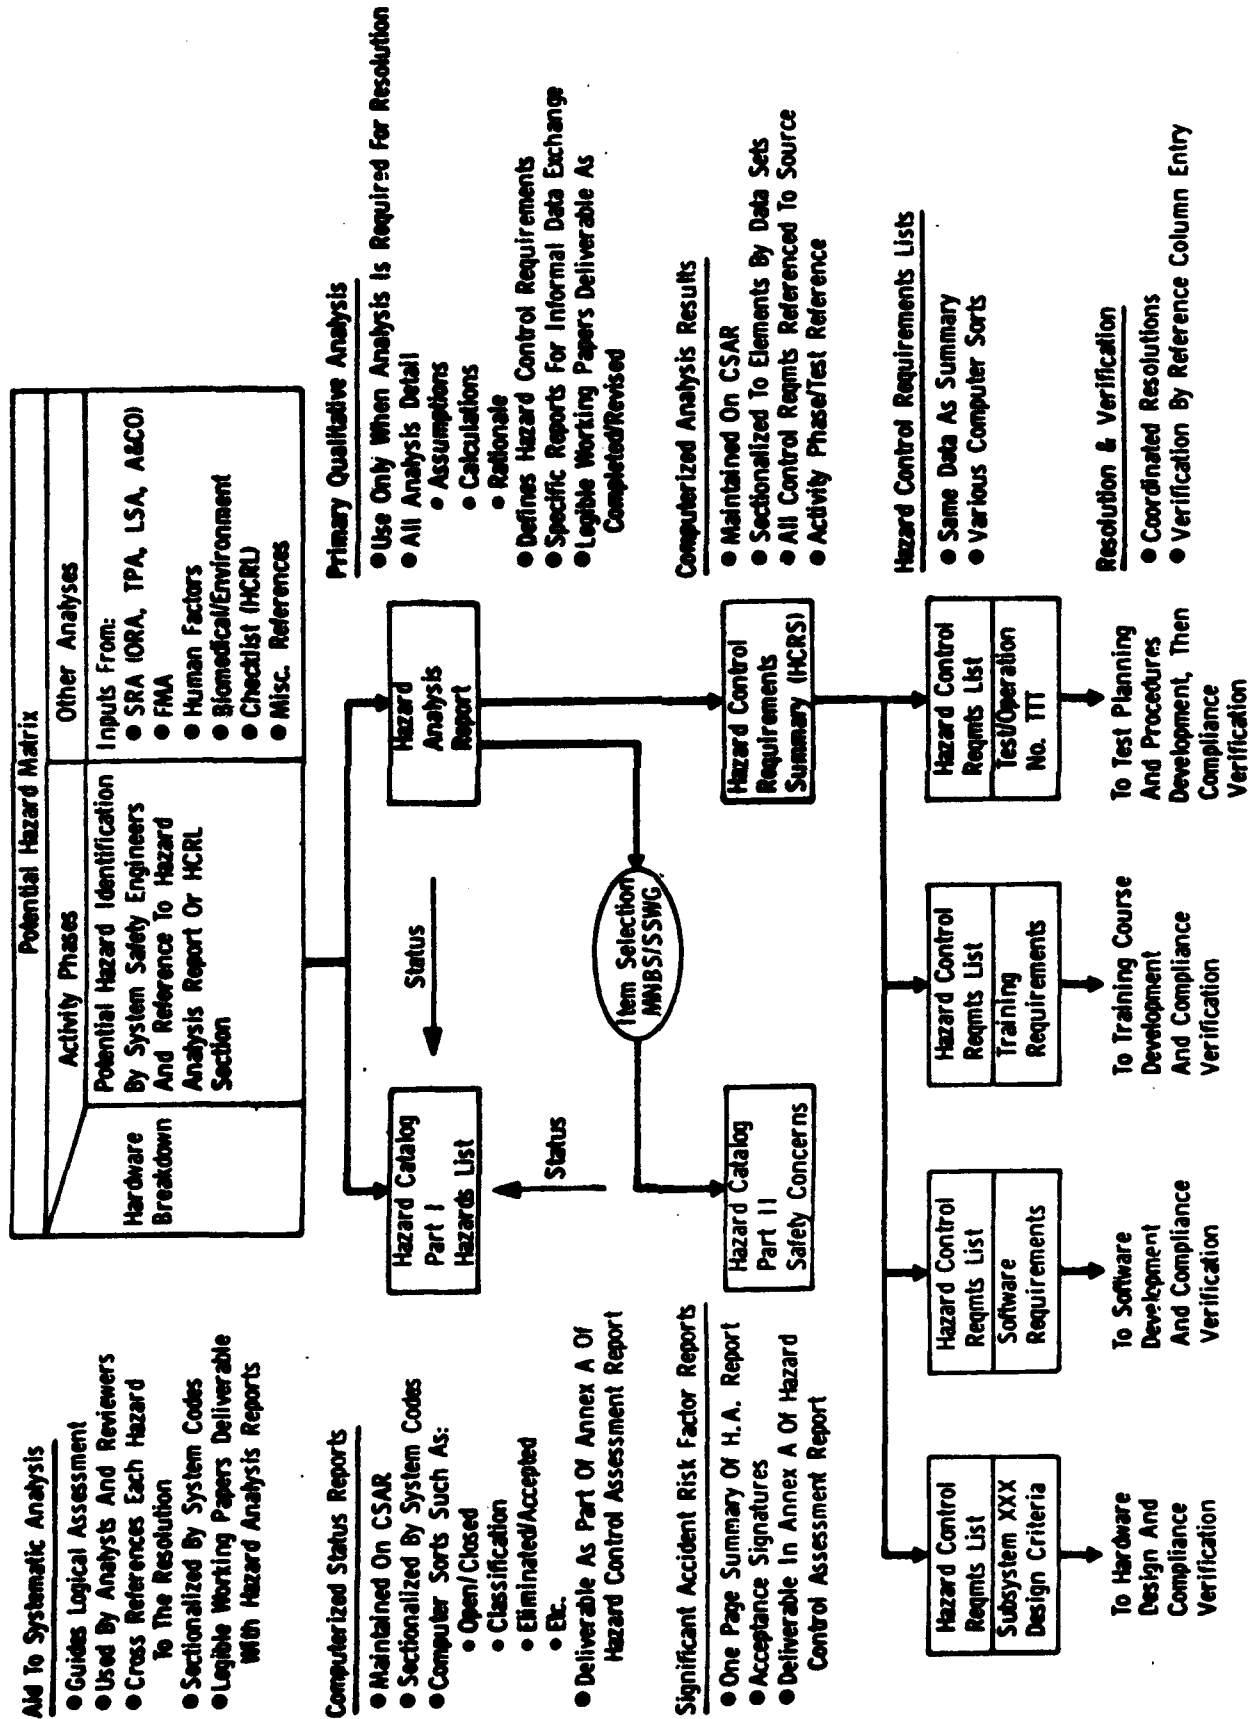 Aid To Systematic Analysis
● Guides Logical Assessment
● Used By Analysts And Reviewers
● Cross References Each Hazard
To The Resolution
● Sectionalized By System Codes
● Legible Working Papers Deliverable
With Hazard Analysis Reports
Potential Hazard Matrix
Hardware
Breakdown
Activity Phases
Potential Hazard Identification
By System Safety Engineers
And Reference To Hazard
Analysis Report Or HCRL
Section
Other Analyses
Inputs From:
● SRA (ORA, TPA, LSA, A&CO)
● FMA
● Human Factors
● Biomedical/Environment
● Checklist (HCRL)
● Misc. References
Computerized Status Reports
● Maintained On CSAR
● Sectionalized By System Codes
● Computer Sorts Such As:
● Open/Closed
● Classification
● Eliminated/Accepted
● Etc.
● Deliverable As Part Of Annex A Of
Hazard Control Assessment Report
Hazard Catalog
Part I
Hazards List
Status
Hazard
Analysis
Report
Primary Qualitative Analysis
● Use Only When Analysis Is Required For Resolution
● All Analysis Detail
● Assumptions
● Calculations
● Rationale
● Defines Hazard Control Requirements
● Specific Reports For Informal Data Exchange
● Legible Working Papers Deliverable As
Completed/Revised
Status
Item Selection
MNBS/SSWG
Significant Accident Risk Factor Reports
● One Page Summary Of H.A. Report
● Acceptance Signatures
● Deliverable In Annex A Of Hazard
Control Assessment Report
Hazard Catalog
Part II
Safety Concerns
Hazard Control
Requirements
Summary (HCRS)
Computerized Analysis Results
● Maintained On CSAR
● Sectionalized To Elements By Data Sets
● All Control Reqmts Referenced To Source
● Activity Phase/Test Reference
Hazard Control
Reqmts List
Subsystem XXX
Design Criteria
Hazard Control
Reqmts List
Software
Requirements
Hazard Control
Reqmts List
Training
Requirements
Hazard Control
Reqmts List
Test/Operation
No. TTT
Hazard Control Requirements Lists
● Same Data As Summary
● Various Computer Sorts
To Hardware
Design And
Compliance
Verification
To Software
Development
And Compliance
Verification
To Training Course
Development
And Compliance
Verification
To Test Planning
And Procedures
Development, Then
Compliance
Verification
Resolution & Verification
● Coordinated Resolutions
● Verification By Reference Column Entry